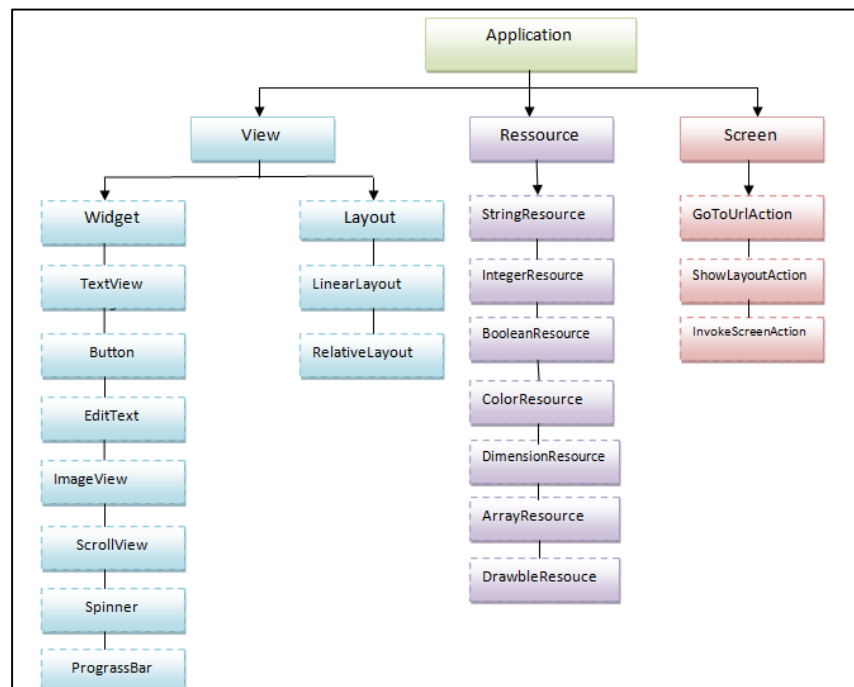 Application
View
Ressource
Screen
Widget
Layout
StringResource
GoToUrlAction
TextView
LinearLayout
IntegerResource
ShowLayoutAction
Button
RelativeLayout
BooleanResource
InvokeScreenAction
EditText
ColorResource
ImageView
DimensionResource
ScrollView
ArrayResource
Spinner
DrawbleResouce
PrograssBar